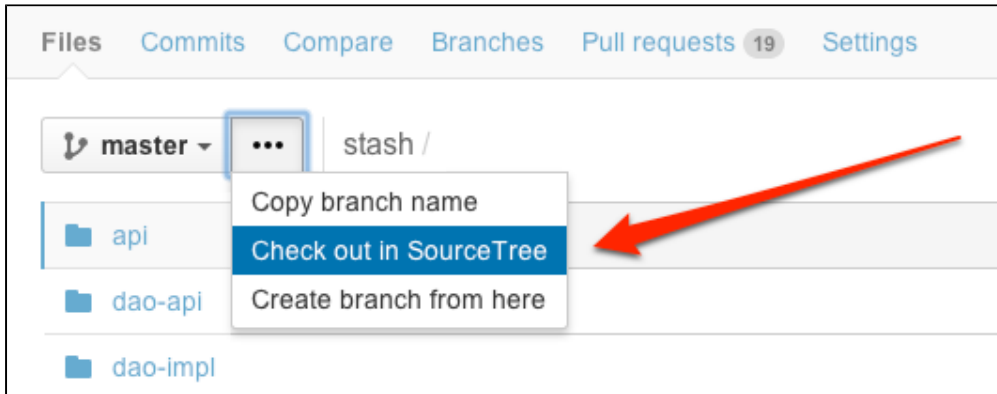 Files Commits Compare Branches Pull requests 19 Settings
master ••• stash /
Copy branch name
api
Check out in SourceTree
dao-api
Create branch from here
dao-impl